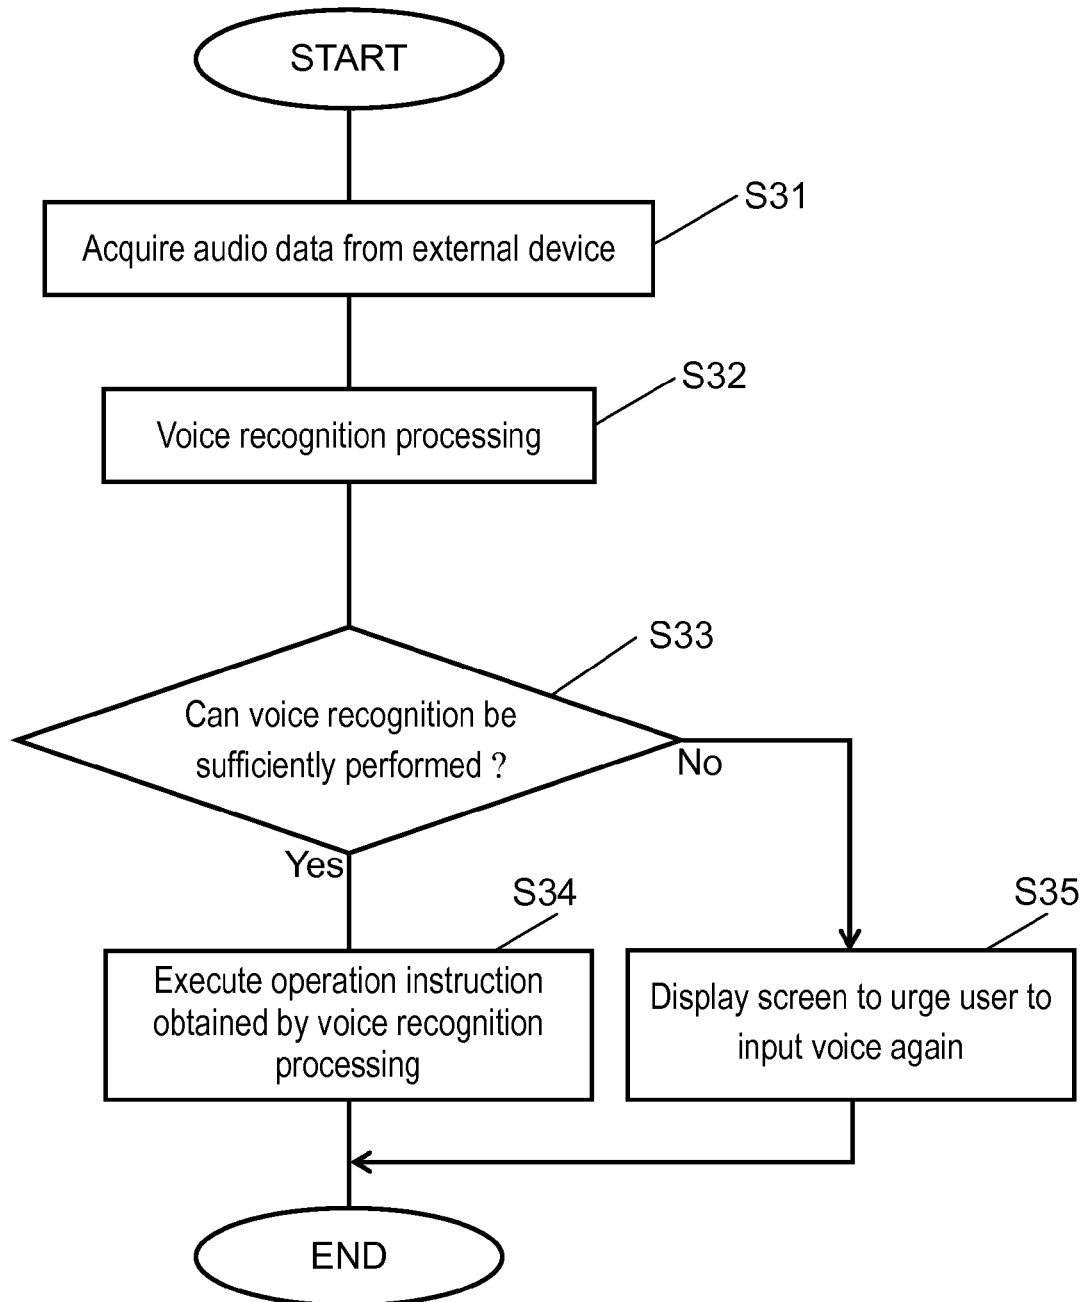 START
S31
Acquire audio data from external device
S32
Voice recognition processing
S33
Can voice recognition be
sufficiently performed ?
No
Yes
S34
Execute operation instruction
obtained by voice recognition
processing
S35
Display screen to urge user to
input voice again
END